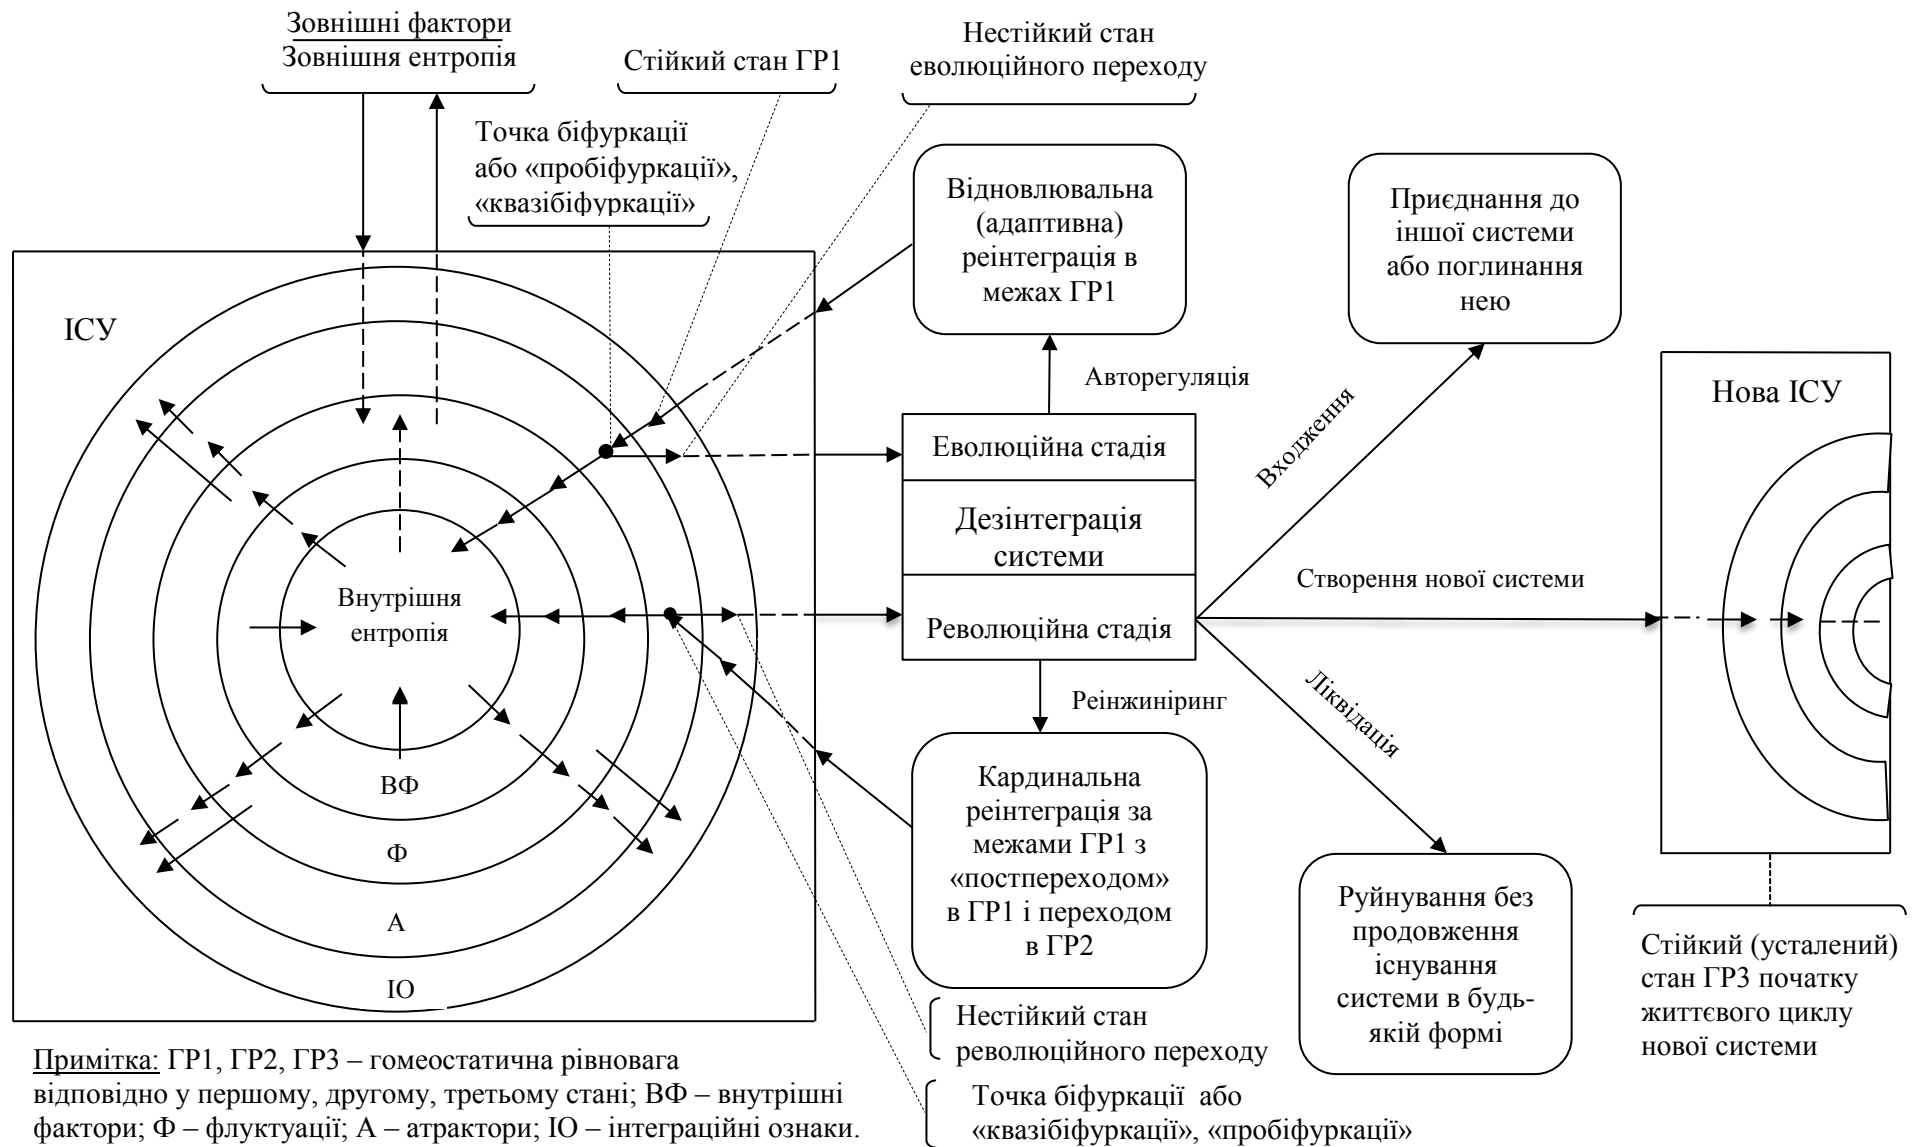 Зовнішні фактори
Зовнішня ентропія
Стійкий стан ГР1
Нестійкий стан
еволюційного переходу
Точка біфуркації
або «пробіфуркації»,
«квазібіфуркації»
Відновлювальна
(адаптивна)
реінтеграція в
межах ГР1
Приєднання до
іншої системи
або поглинання
нею
ІСУ
Авторегуляція
Входження
Нова ІСУ
Еволюційна стадія
Дезінтеграція
системи
Революційна стадія
Створення нової системи
Внутрішня
ентропія
Реінжиніринг
Ліквідація
ВФ
Ф
А
ІО
Кардинальна
реінтеграція за
межами ГР1 з
«постпереходом»
в ГР1 і переходом
в ГР2
Руйнування без
продовження
існування
системи в будь-
якій формі
Стійкий (усталений)
стан ГР3 початку
життєвого циклу
нової системи
Нестійкий стан
революційного переходу
Точка біфуркації або
«квазібіфуркації», «пробіфуркації»
Примітка: ГР1, ГР2, ГР3 – гомеостатична рівновага
відповідно у першому, другому, третьому стані; ВФ – внутрішні
фактори; Ф – флуктуації; А – атрактори; ІО – інтеграційні ознаки.